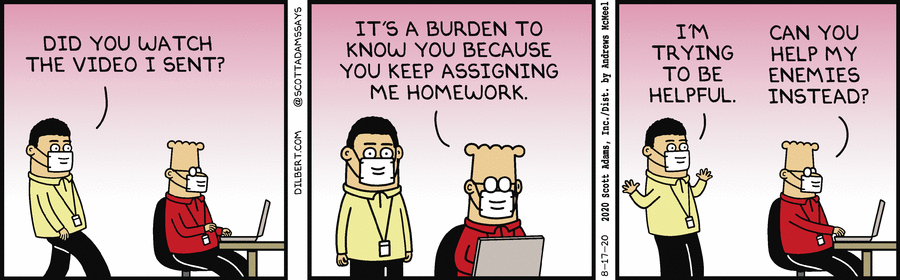 DID YOU WATCH
THE VIDEO I SENT?
DILBERT.COM @SCOTTADAMSSAYS
IT'S A BURDEN TO
KNOW YOU BECAUSE
YOU KEEP ASSIGNING
ME HOMEWORK.
8-17-20 2020 Scott Adams, Inc./Dist. by Andrews McMeel
I'M
TRYING
TO BE
HELPFUL.
CAN YOU
HELP MY
ENEMIES
INSTEAD?